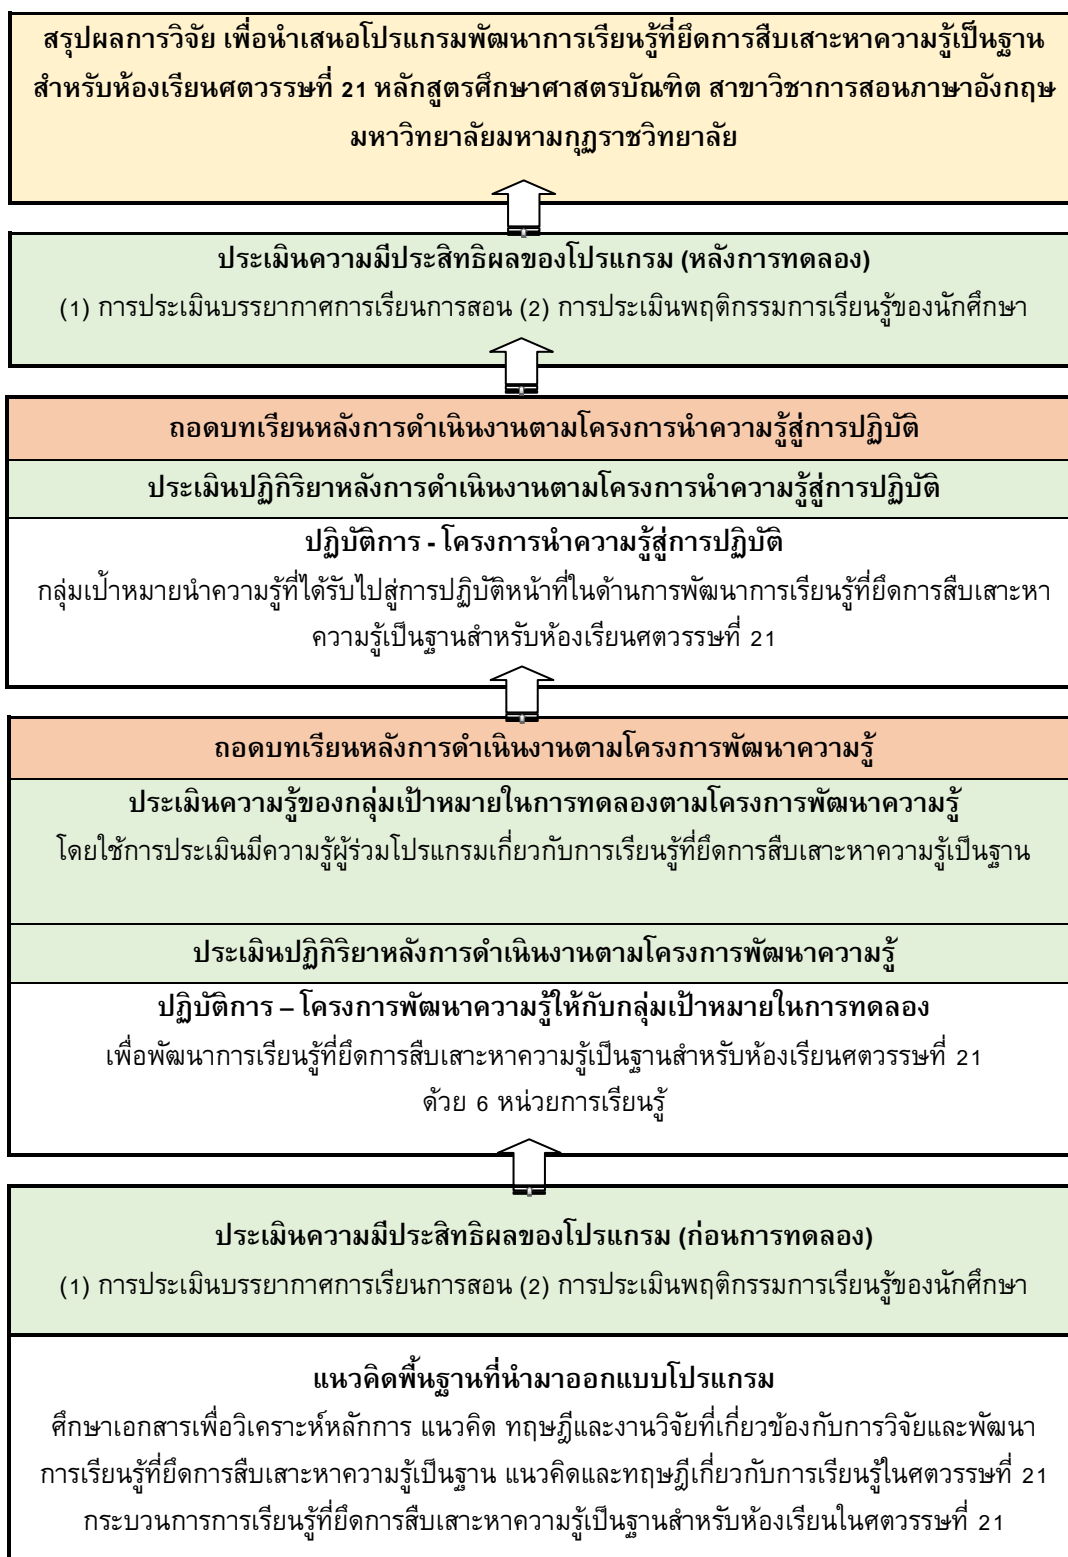 สรุปผลการวิจัย เพื่อนำเสนอโปรแกรมพัฒนาการเรียนรู้ที่ยึดการสืบเสาะหาความรู้เป็นฐาน
สำหรับห้องเรียนศตวรรษที่ 21 หลักสูตรศึกษาศาสตรบัณฑิต สาขาวิชาการสอนภาษาอังกฤษ
มหาวิทยาลัยมหามกุฏราชวิทยาลัย
ประเมินความมีประสิทธิผลของโปรแกรม (หลังการทดลอง)
(1) การประเมินบรรยากาศการเรียนการสอน (2) การประเมินพฤติกรรมการเรียนรู้ของนักศึกษา
ถอดบทเรียนหลังการดำเนินงานตามโครงการนำความรู้สู่การปฏิบัติ
ประเมินปฏิกิริยาหลังการดำเนินงานตามโครงการนำความรู้สู่การปฏิบัติ
ปฏิบัติการ - โครงการนำความรู้สู่การปฏิบัติ
กลุ่มเป้าหมายนำความรู้ที่ได้รับไปสู่การปฏิบัติหน้าที่ในด้านการพัฒนาการเรียนรู้ที่ยึดการสืบเสาะหา
ความรู้เป็นฐานสำหรับห้องเรียนศตวรรษที่ 21
ถอดบทเรียนหลังการดำเนินงานตามโครงการพัฒนาความรู้
ประเมินความรู้ของกลุ่มเป้าหมายในการทดลองตามโครงการพัฒนาความรู้
โดยใช้การประเมินมีความรู้ผู้ร่วมโปรแกรมเกี่ยวกับการเรียนรู้ที่ยึดการสืบเสาะหาความรู้เป็นฐาน
ประเมินปฏิกิริยาหลังการดำเนินงานตามโครงการพัฒนาความรู้
ปฏิบัติการ – โครงการพัฒนาความรู้ให้กับกลุ่มเป้าหมายในการทดลอง
เพื่อพัฒนาการเรียนรู้ที่ยึดการสืบเสาะหาความรู้เป็นฐานสำหรับห้องเรียนศตวรรษที่ 21
ด้วย 6 หน่วยการเรียนรู้
ประเมินความมีประสิทธิผลของโปรแกรม (ก่อนการทดลอง)
(1) การประเมินบรรยากาศการเรียนการสอน (2) การประเมินพฤติกรรมการเรียนรู้ของนักศึกษา
แนวคิดพื้นฐานที่นำมาออกแบบโปรแกรม
ศึกษาเอกสารเพื่อวิเคราะห์หลักการ แนวคิด ทฤษฎีและงานวิจัยที่เกี่ยวข้องกับการวิจัยและพัฒนา
การเรียนรู้ที่ยึดการสืบเสาะหาความรู้เป็นฐาน แนวคิดและทฤษฎีเกี่ยวกับการเรียนรู้ในศตวรรษที่ 21
กระบวนการการเรียนรู้ที่ยึดการสืบเสาะหาความรู้เป็นฐานสำหรับห้องเรียนในศตวรรษที่ 21